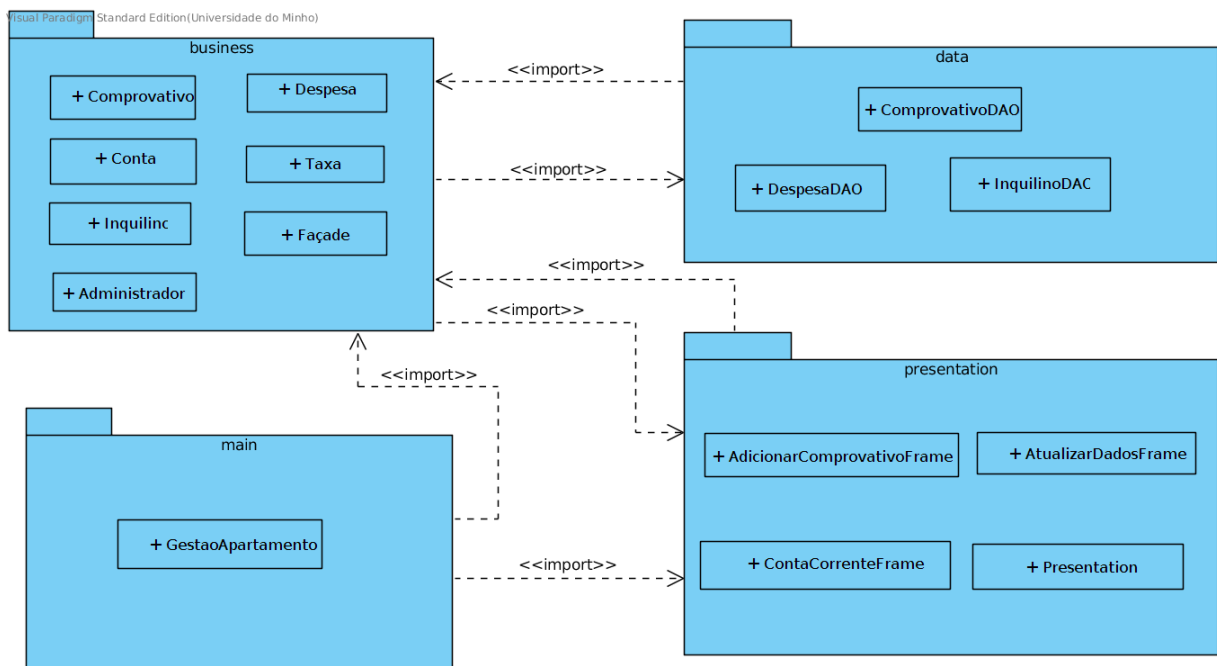 Visual Paradigm Standard Edition(Universidade do Minho)
business
+ Comprovativo
+ Despesa
+ Conta
+ Taxa
+ Inquilinc
+ Façade
+ Administrador
<<import>>
<<import>>
data
+ ComprovativoDAO
+ DespesaDAO
+ InquilinoDAC
<<import>>
<<import>>
<<import>>
main
+ GestaoApartamento
<<import>>
presentation
+ AdicionarComprovativoFrame
+ AtualizarDadosFrame
+ ContaCorrenteFrame
+ Presentation